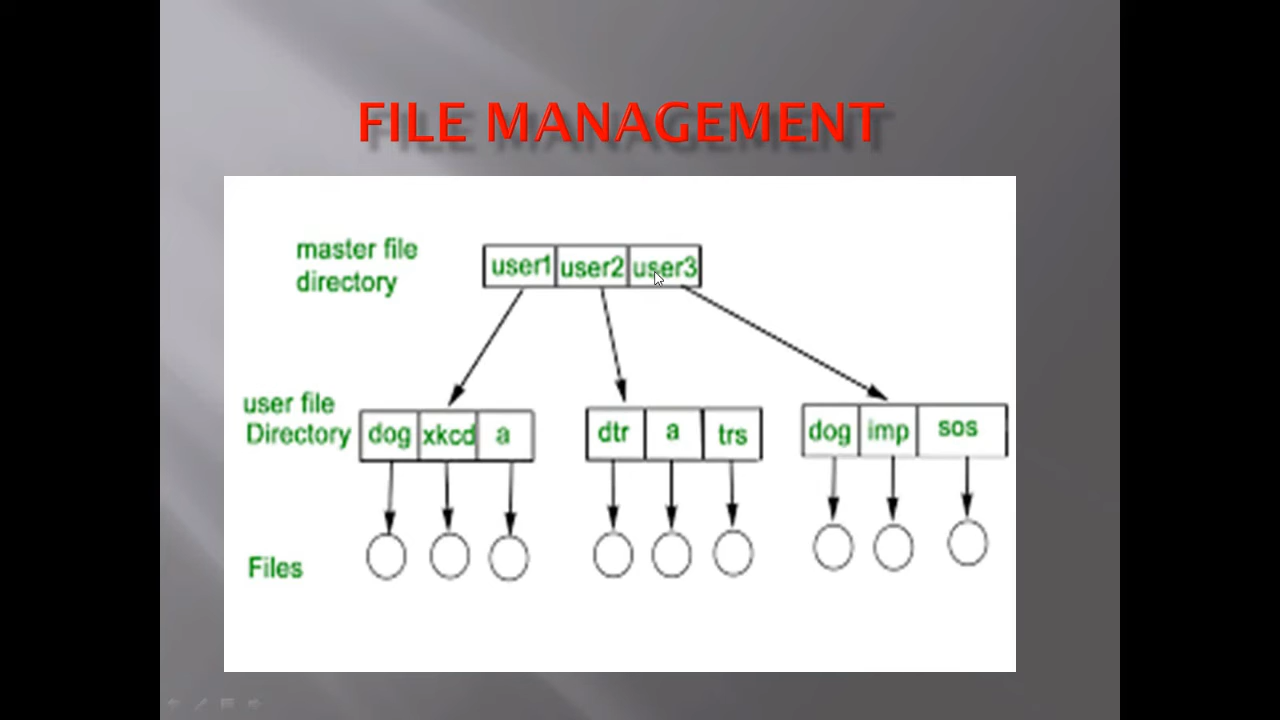 FILE MANAGEMENT
master file
directory
user1 user2 user3
user file
Directory
dog xkcd a
dtr a trs
dog imp sos
Files